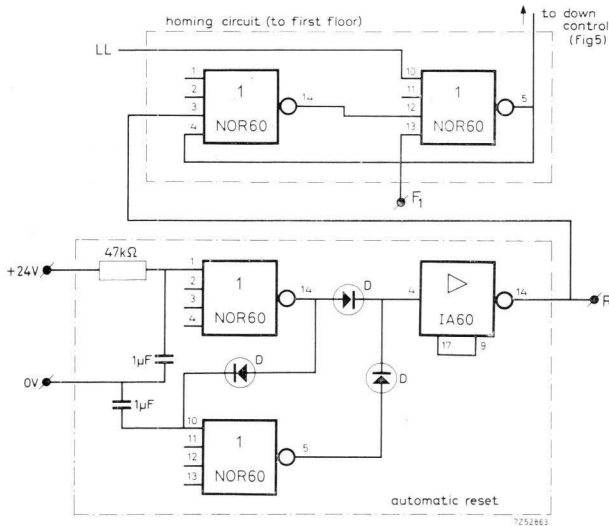 homing circuit (to first floor)
to down
control
(Fig5)
LL
1
2
3
4
1
NOR60
14
10
11
12
13
1
NOR60
5
F1
47kΩ
+24V
1
2
3
4
1
NOR60
14
D
4
IA60
17
9
14
R
1µF
0V
1µF
D
D
10
11
12
13
1
NOR60
5
automatic reset
7Z52863